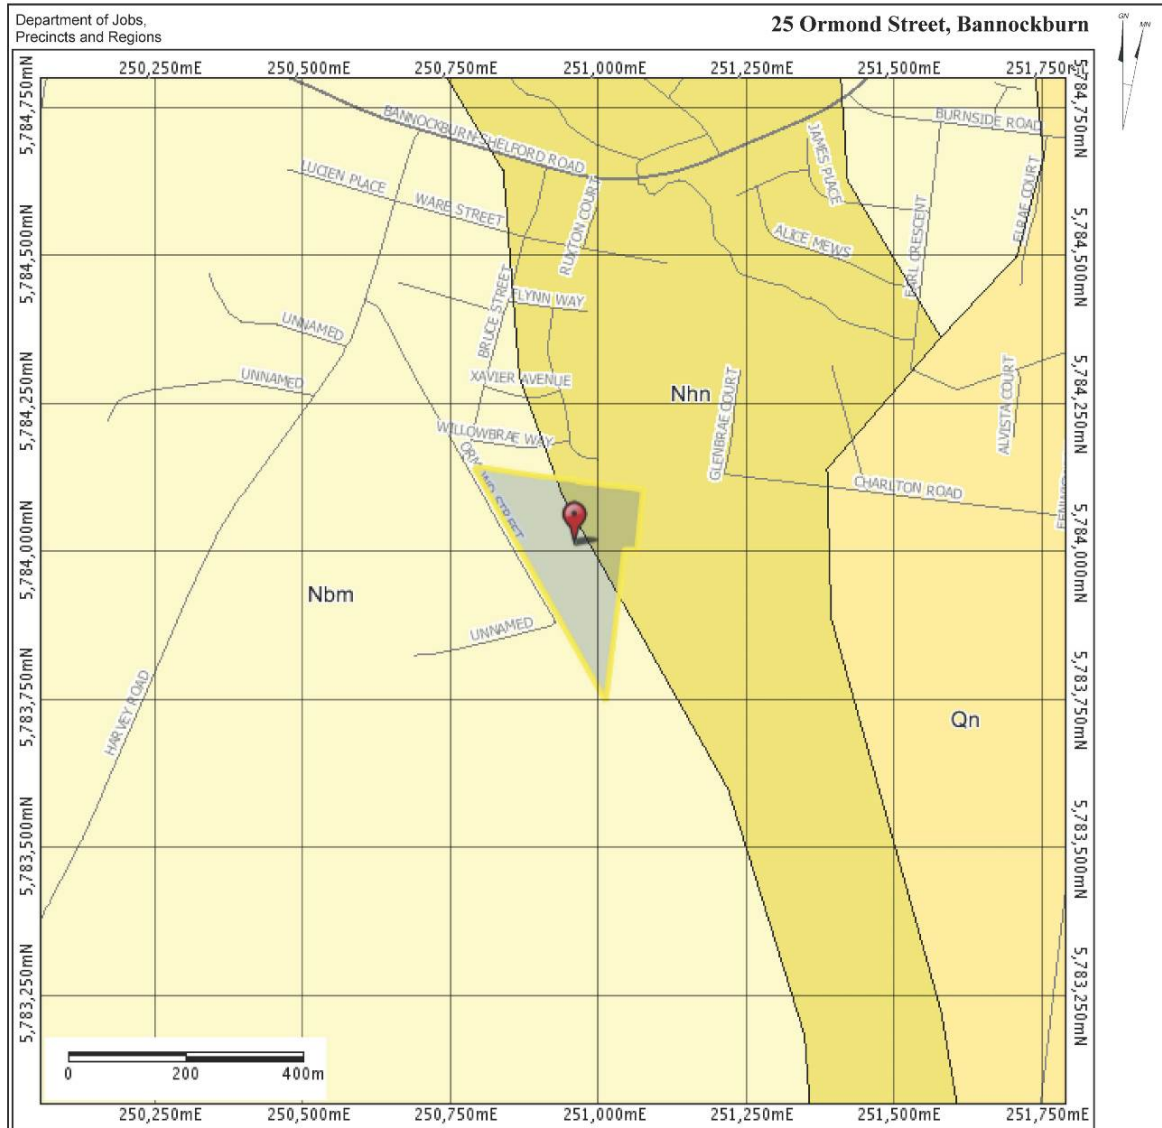 Department of Jobs,
Precincts and Regions
25 Ormond Street, Bannockburn
GN
MN
250,250mE
250,500mE
250,750mE
251,000mE
251,250mE
251,500mE
251,750mE
5,784,750mN
5,784,750mN
BANNOCKBURN-SHELFORD ROAD
BURNSIDE ROAD
JAMES PLACE
LUCIEN PLACE
WARE STREET
RUXTON COURT
ELRAE COURT
EARL CRESCENT
ALICE MEWS
5,784,500mN
5,784,500mN
FLYNN WAY
BRUCE STREET
UNNAMED
UNNAMED
XAVIER AVENUE
Nhn
GLENBRAE COURT
ALVISTA COURT
5,784,250mN
5,784,250mN
WILLOWBRAE WAY
ORMOND STREET
CHARLTON ROAD
5,784,000mN
5,784,000mN
Nbm
UNNAMED
HARVEY ROAD
5,783,750mN
5,783,750mN
Qn
5,783,500mN
5,783,500mN
5,783,250mN
5,783,250mN
0 200 400m
250,250mE
250,500mE
250,750mE
251,000mE
251,250mE
251,500mE
251,750mE